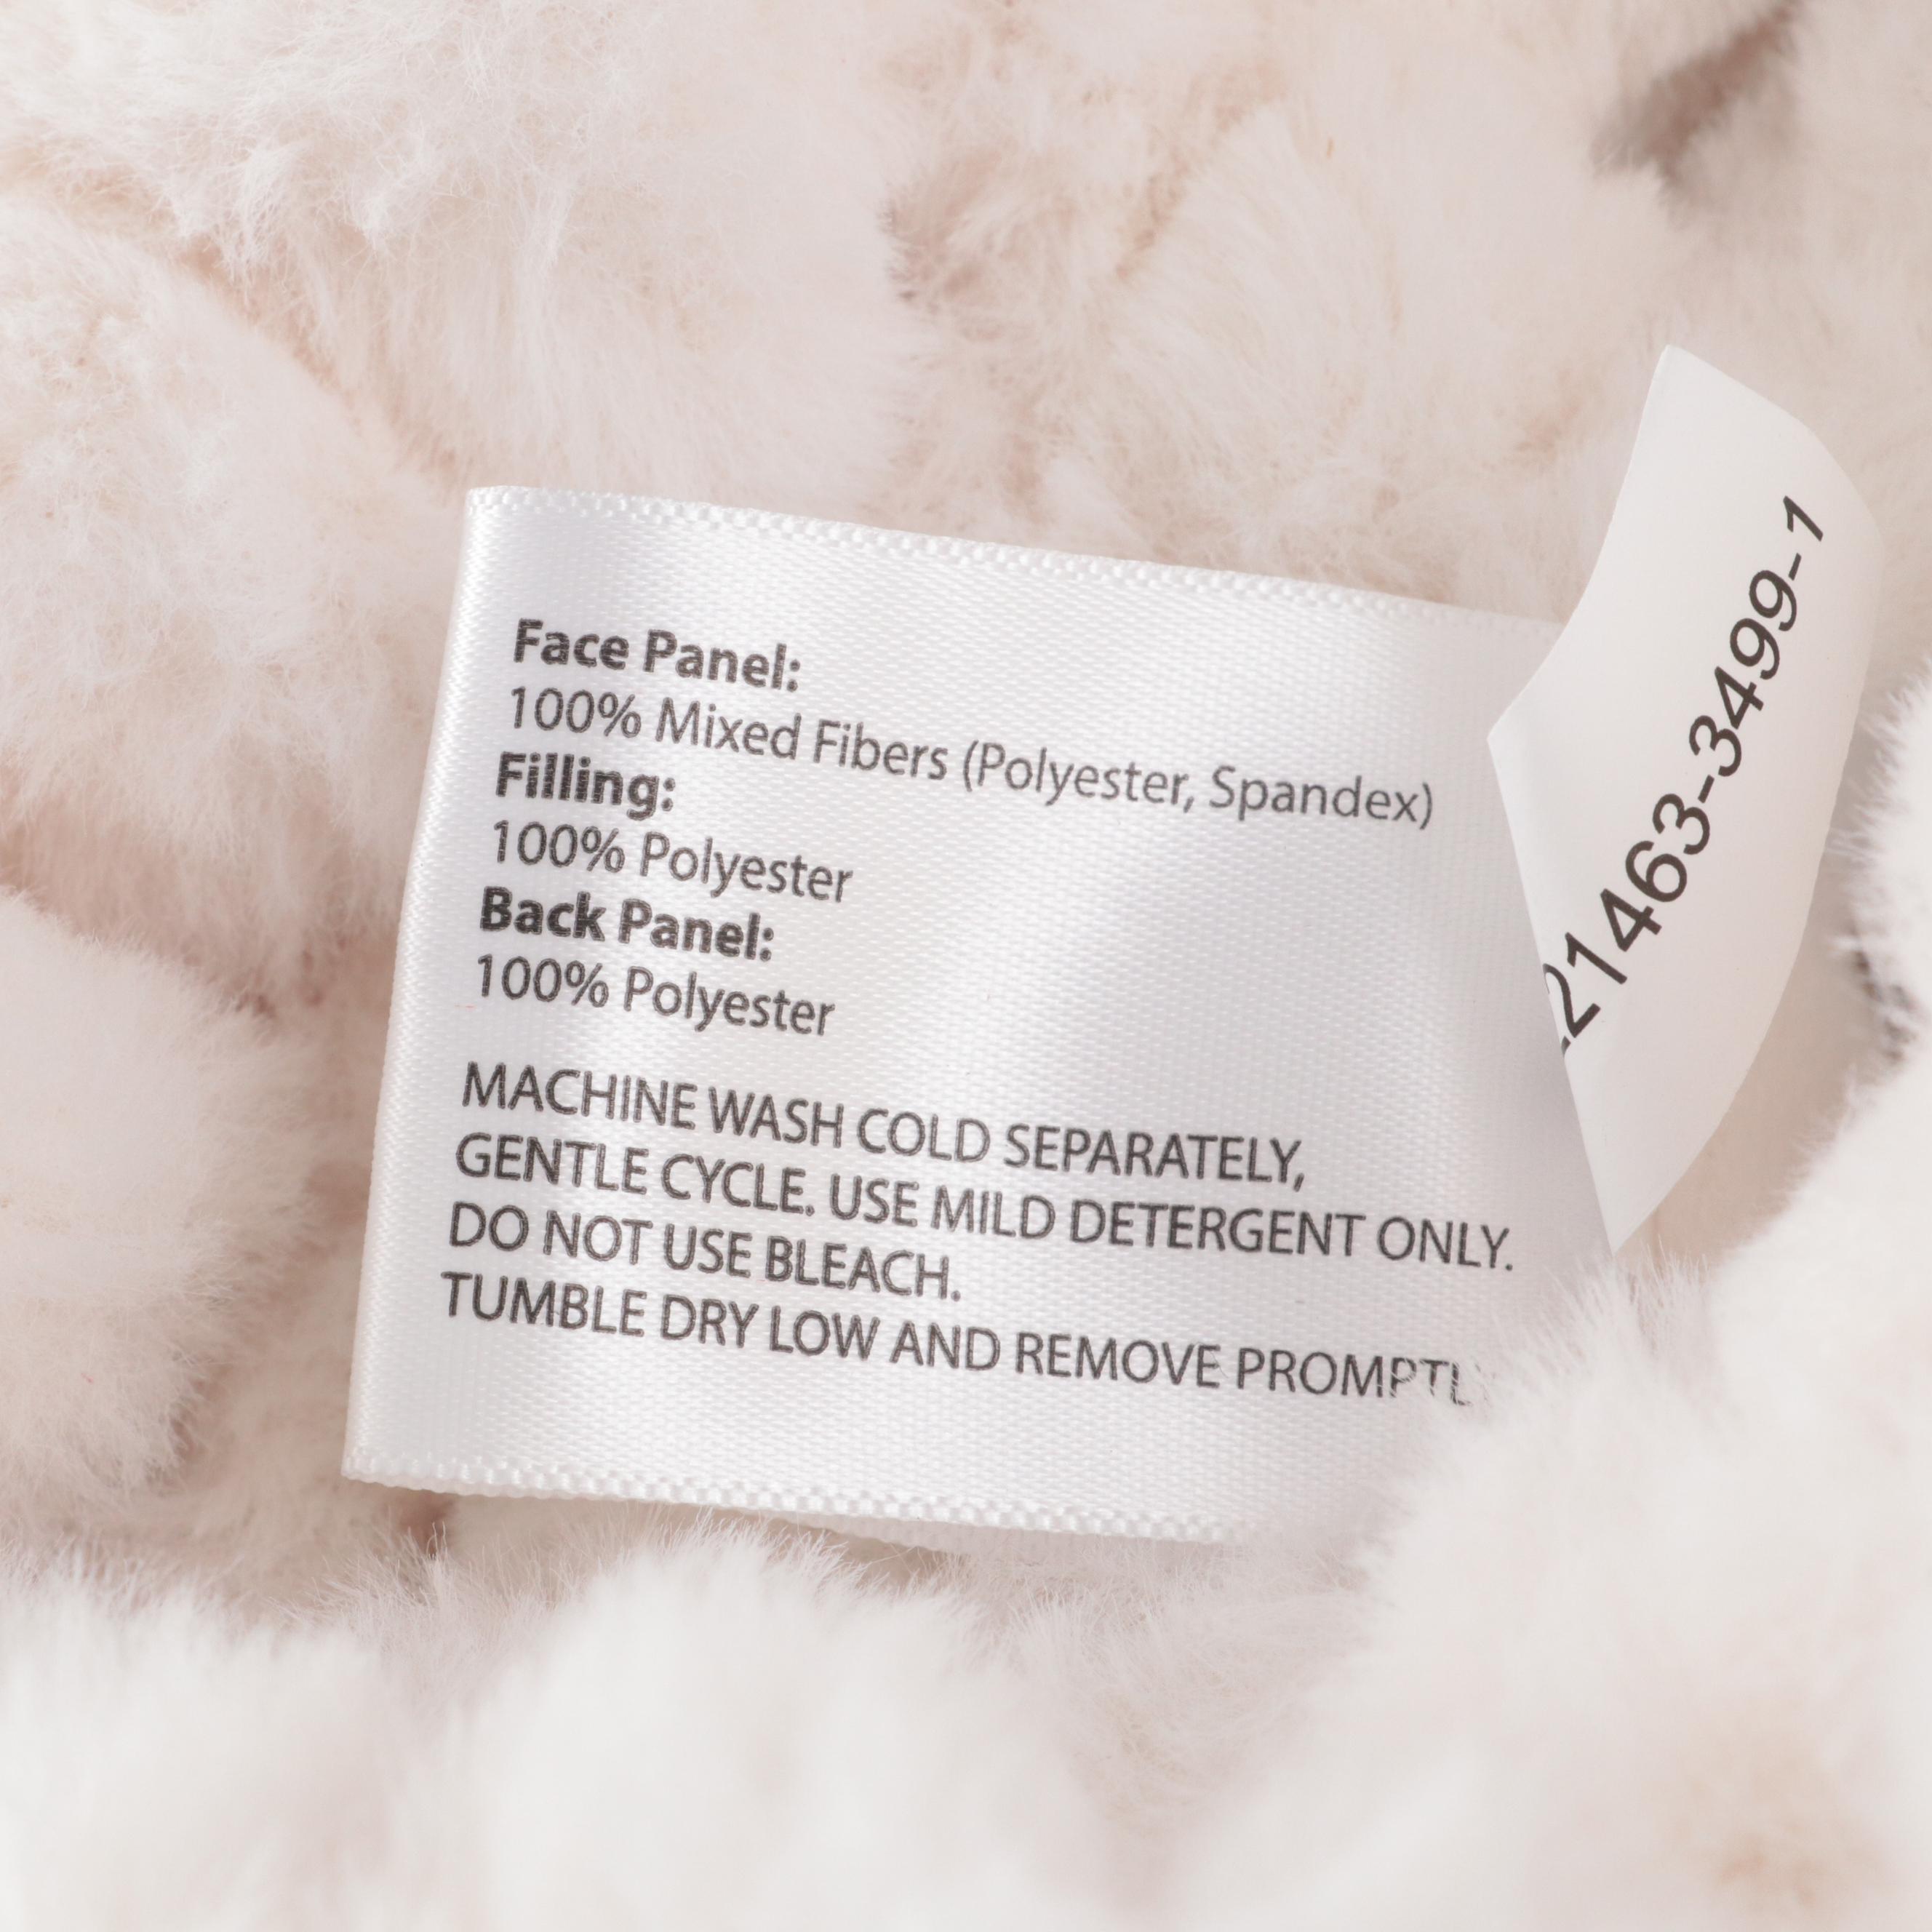 Face Panel:
100% Mixed Fibers (Polyester, Spandex)
Filling:
100% Polyester
Back Panel:
100% Polyester
MACHINE WASH COLD SEPARATELY,
GENTLE CYCLE. USE MILD DETERGENT ONLY.
DO NOT USE BLEACH.
TUMBLE DRY LOW AND REMOVE PROMPTLY
21463-3499-1